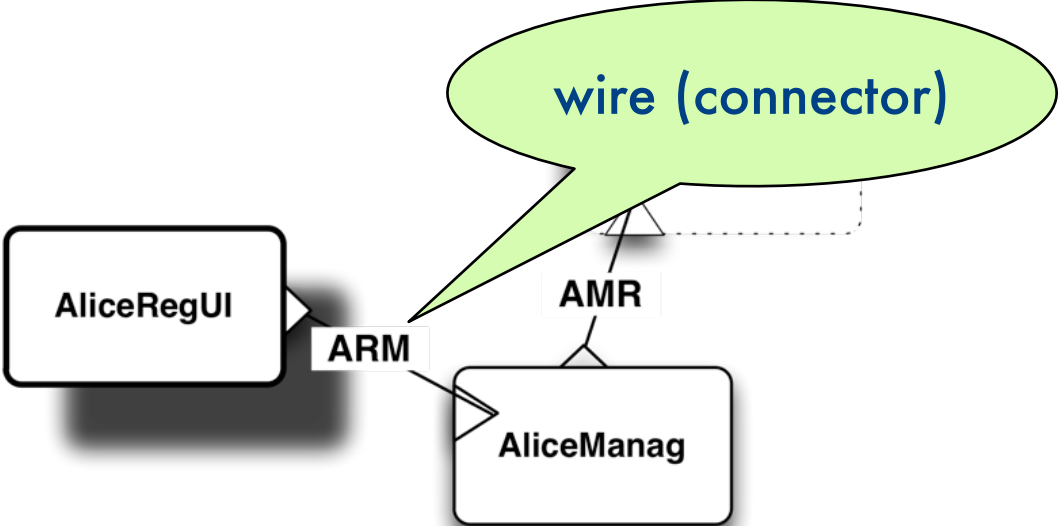 wire (connector)
AliceRegUI
AMR
ARM
AliceManag